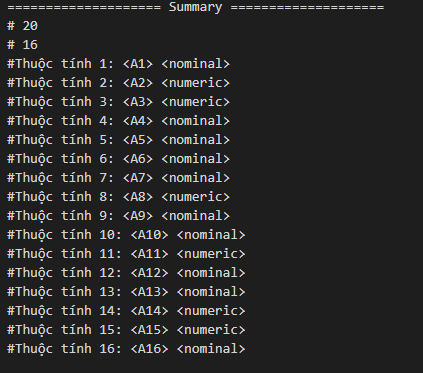 ==================== Summary ====================
# 20
# 16
#Thuộc tính 1: <A1> <nominal>
#Thuộc tính 2: <A2> <numeric>
#Thuộc tính 3: <A3> <numeric>
#Thuộc tính 4: <A4> <nominal>
#Thuộc tính 5: <A5> <nominal>
#Thuộc tính 6: <A6> <nominal>
#Thuộc tính 7: <A7> <nominal>
#Thuộc tính 8: <A8> <numeric>
#Thuộc tính 9: <A9> <nominal>
#Thuộc tính 10: <A10> <nominal>
#Thuộc tính 11: <A11> <numeric>
#Thuộc tính 12: <A12> <nominal>
#Thuộc tính 13: <A13> <nominal>
#Thuộc tính 14: <A14> <numeric>
#Thuộc tính 15: <A15> <numeric>
#Thuộc tính 16: <A16> <nominal>